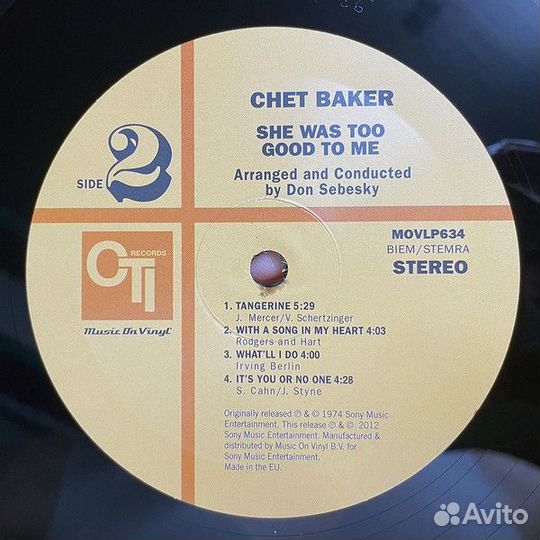 CHET BAKER
SHE WAS TOO
GOOD TO ME
Arranged and Conducted
by Don Sebesky
SIDE 2
CTI RECORDS
Music On Vinyl
MOVLP634
BIEM/STEMRA
STEREO
1. TANGERINE 5:29
J. Mercer/V. Schertzinger
2. WITH A SONG IN MY HEART 4:03
Rodgers and Hart
3. WHAT'LL I DO 4:00
Irving Berlin
4. IT'S YOU OR NO ONE 4:28
S. Cahn/J. Styne
Originally released ℗ & © 1974 Sony Music
Entertainment. This release ℗ & © 2012
Sony Music Entertainment. Manufactured &
distributed by Music On Vinyl B.V. for
Sony Music Entertainment.
Made in the EU.
Avito